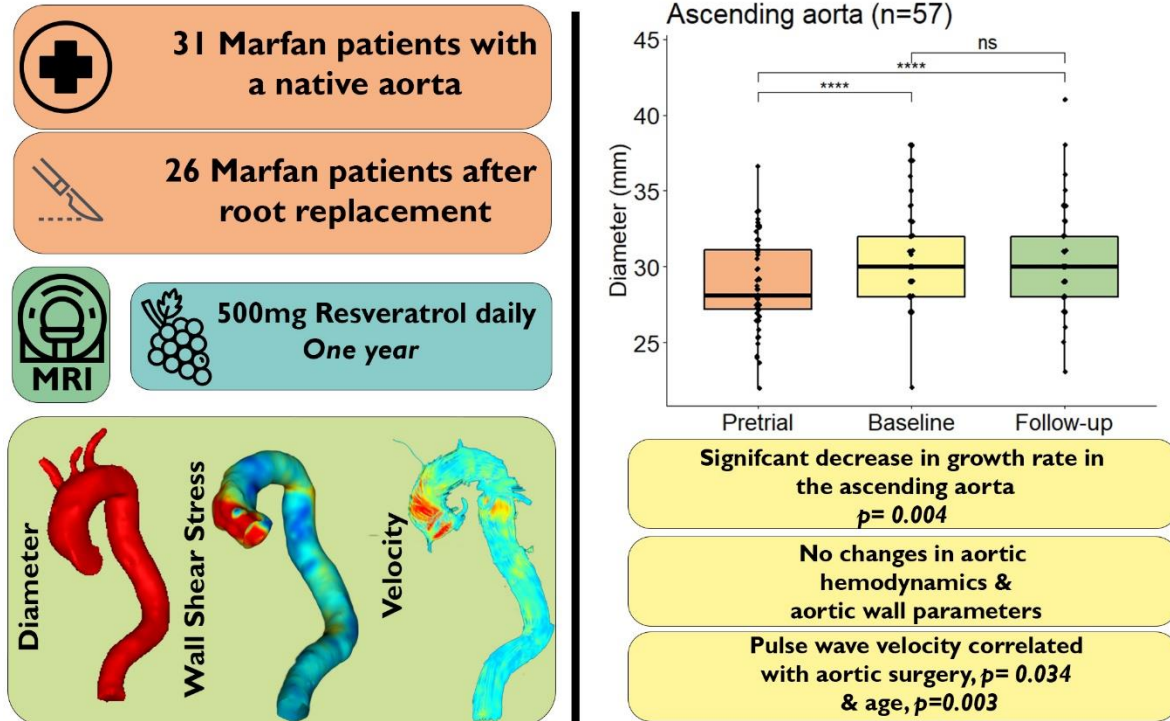 31 Marfan patients with
a native aorta
26 Marfan patients after
root replacement
MRI
500mg Resveratrol daily
One year
Diameter
Wall Shear Stress
Velocity
Ascending aorta (n=57)
Diameter (mm)
45
40
35
30
25
ns
****
****
Pretrial
Baseline
Follow-up
Signifcant decrease in growth rate in
the ascending aorta
p= 0.004
No changes in aortic
hemodynamics &
aortic wall parameters
Pulse wave velocity correlated
with aortic surgery, p= 0.034
& age, p=0.003